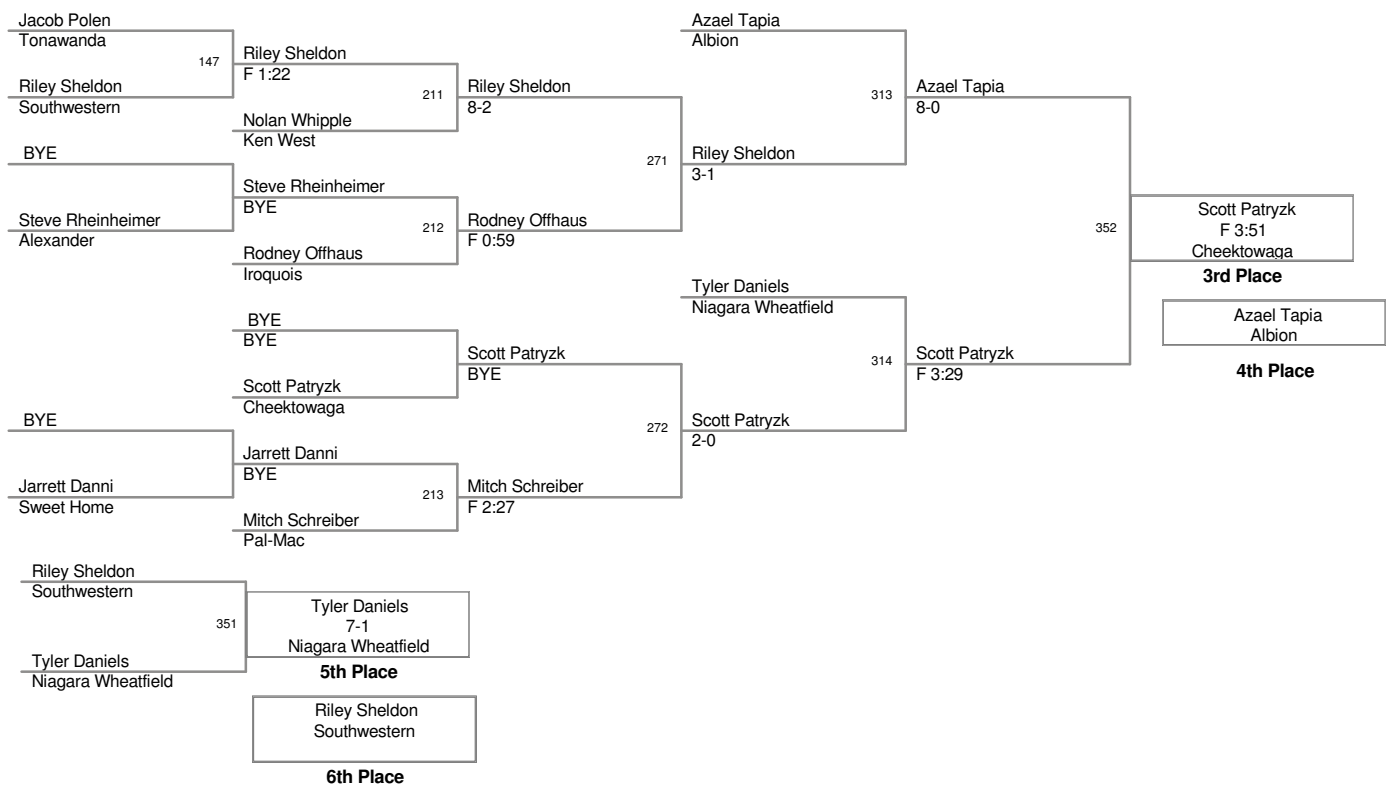 Jacob Polen
Tonawanda
147
Riley Sheldon
F 1:22
Riley Sheldon
Southwestern
211
Riley Sheldon
8-2
Nolan Whipple
Ken West
BYE
Steve Rheinheimer
BYE
Steve Rheinheimer
Alexander
212
Rodney Offhaus
F 0:59
Rodney Offhaus
Iroquois
271
Riley Sheldon
3-1
Azael Tapia
Albion
313
Azael Tapia
8-0
BYE
BYE
Scott Patryzk
BYE
Scott Patryzk
Cheektowaga
BYE
Jarrett Danni
BYE
Jarrett Danni
Sweet Home
213
Mitch Schreiber
F 2:27
Mitch Schreiber
Pal-Mac
272
Scott Patryzk
2-0
Tyler Daniels
Niagara Wheatfield
314
Scott Patryzk
F 3:29
352
Scott Patryzk
F 3:51
Cheektowaga
3rd Place
Azael Tapia
Albion
4th Place
Riley Sheldon
Southwestern
351
Tyler Daniels
Niagara Wheatfield
Tyler Daniels
7-1
Niagara Wheatfield
5th Place
Riley Sheldon
Southwestern
6th Place